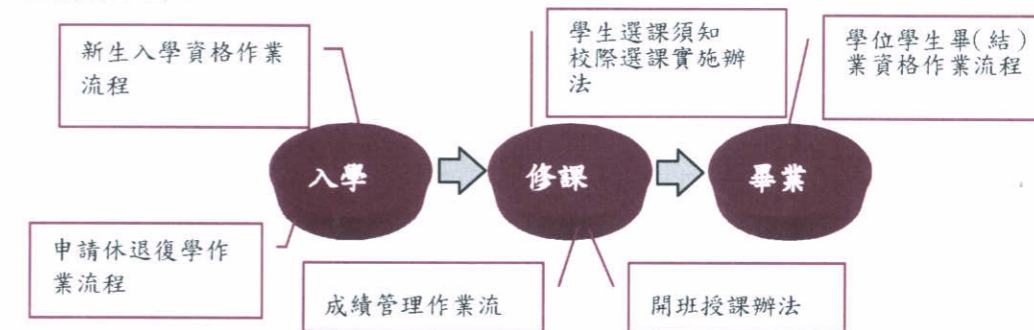 新生入學資格作業
流程
學生選課須知
校際選課實施辦
法
學位學生畢(結)
業資格作業流程
入學
修課
畢業
申請休退復學作
業流程
成績管理作業流
開班授課辦法